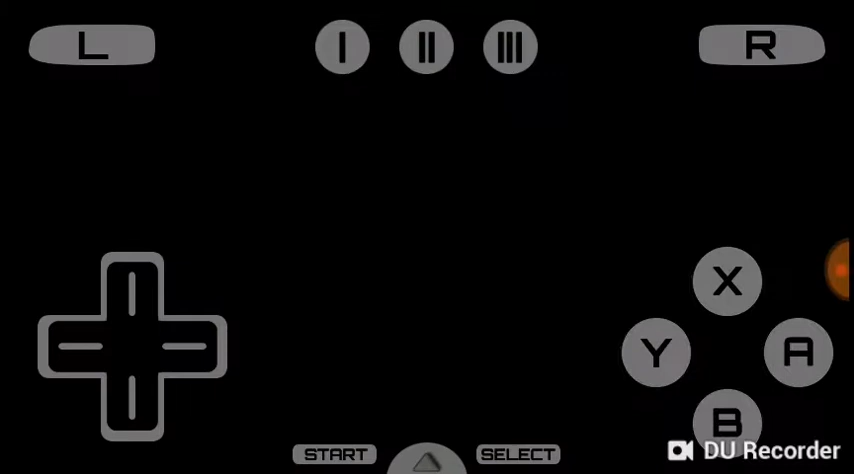 L I II III R
X
Y A
B
START SELECT
DU Recorder